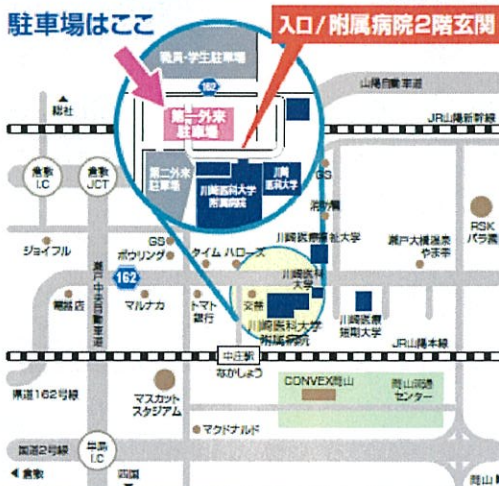 駐車場はここ
入口/附属病院2階玄関
職員・学生駐車場
162
第一外来
駐車場
第二外来
駐車場
川崎医科大学
附属病院
川崎
医科大学
山陽自動車道
JR山陽新幹線
総社
倉敷
I.C
倉敷
JCT
GS
消防署
川崎医療福祉大学
瀬戸大橋温泉
やま幸
RSK
バラ園
ジョイフル
GS
ボウリング
タイム
ハローズ
川崎医科
大学
162
瀬戸中央自動車道
電器店
マルナカ
トマト
銀行
交番
川崎医科大学
附属病院
川崎医療
短期大学
JR山陽本線
中庄駅
なかしょう
県道162号線
マスカット
スタジアム
CONVEX岡山
岡山流通
センター
マクドナルド
国道2号線
早島
I.C
倉敷
四国
岡山